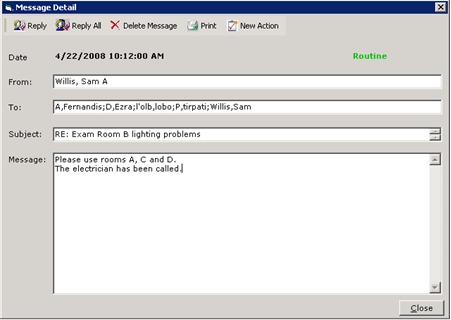 Message Detail
Reply Reply All Delete Message Print New Action
Date 4/22/2008 10:12:00 AM Routine
From: Willis, Sam A
To: A,Fernandis;D,Ezra;l'olb,lobo;P,tirpati;Willis,Sam
Subject: RE: Exam Room B lighting problems
Message: Please use rooms A, C and D.
The electrician has been called.
Close